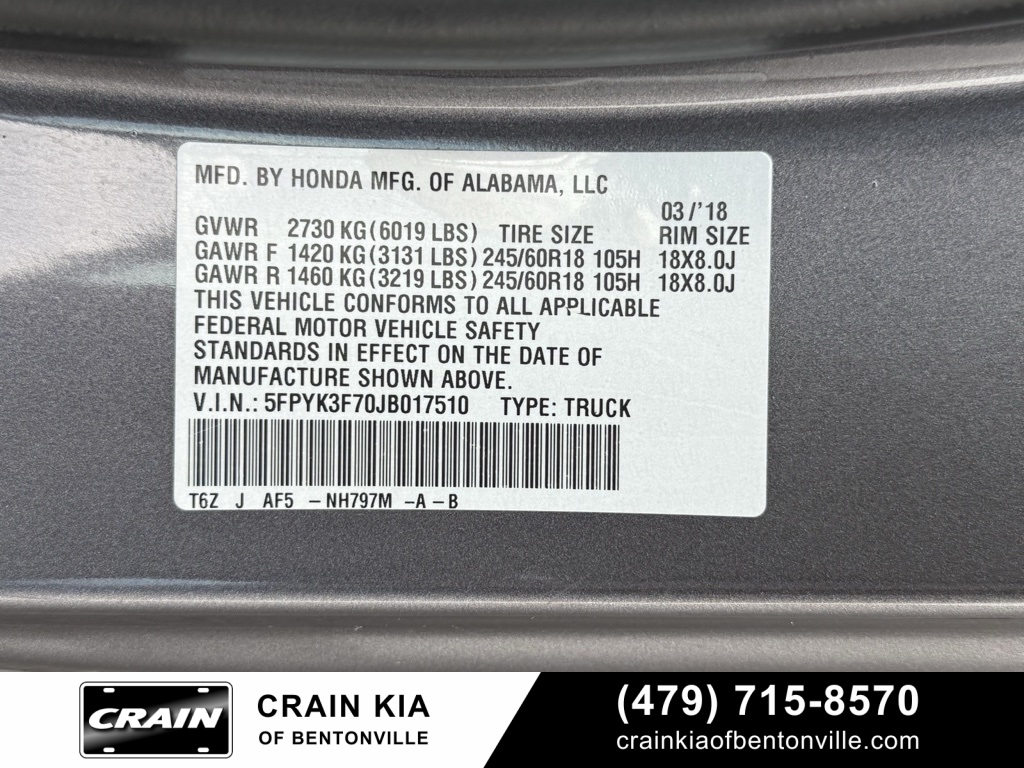 MFD. BY HONDA MFG. OF ALABAMA, LLC
03/'18
GVWR 2730 KG(6019 LBS) TIRE SIZE RIM SIZE
GAWR F 1420 KG(3131 LBS) 245/60R18 105H 18X8.0J
GAWR R 1460 KG(3219 LBS) 245/60R18 105H 18X8.0J
THIS VEHICLE CONFORMS TO ALL APPLICABLE
FEDERAL MOTOR VEHICLE SAFETY
STANDARDS IN EFFECT ON THE DATE OF
MANUFACTURE SHOWN ABOVE.
V.I.N.: 5FPYK3F70JB017510 TYPE: TRUCK
T6Z J AF5 -NH797M -A-B
CRAIN
CRAIN KIA
OF BENTONVILLE
(479) 715-8570
crainkiaofbentonville.com